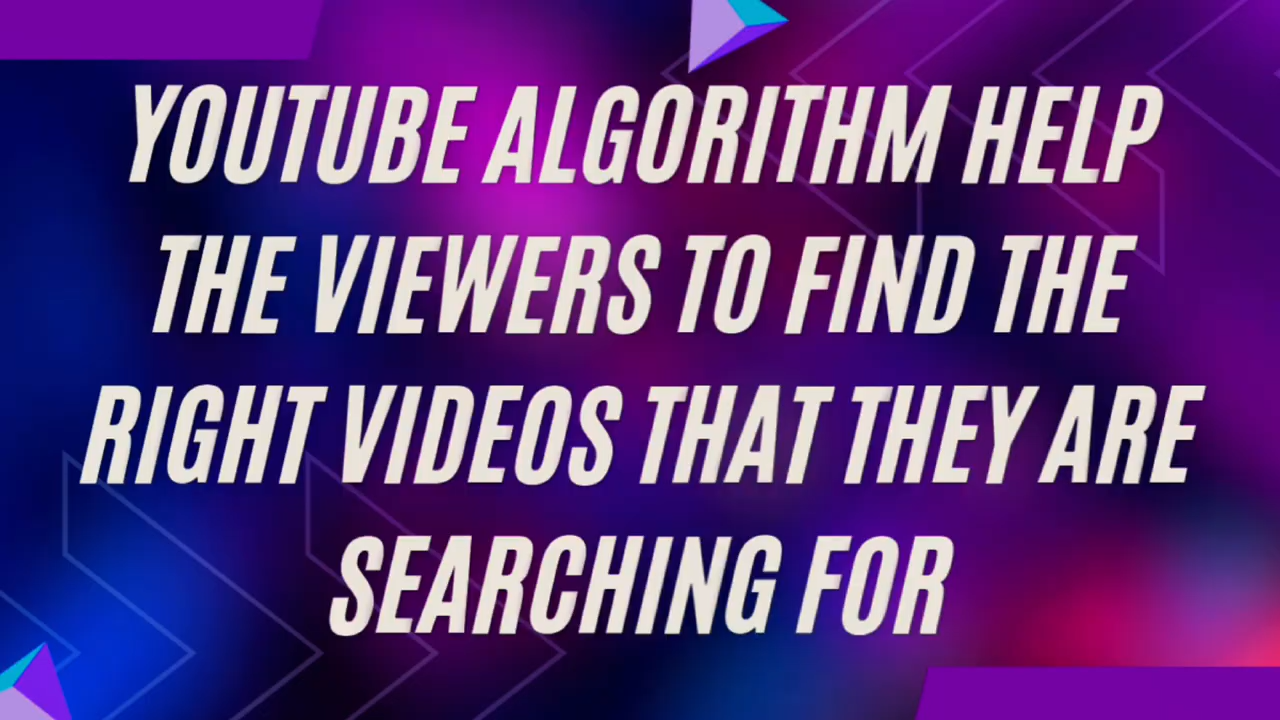 YOUTUBE ALGORITHM HELP
THE VIEWERS TO FIND THE
RIGHT VIDEOS THAT THEY ARE
SEARCHING FOR